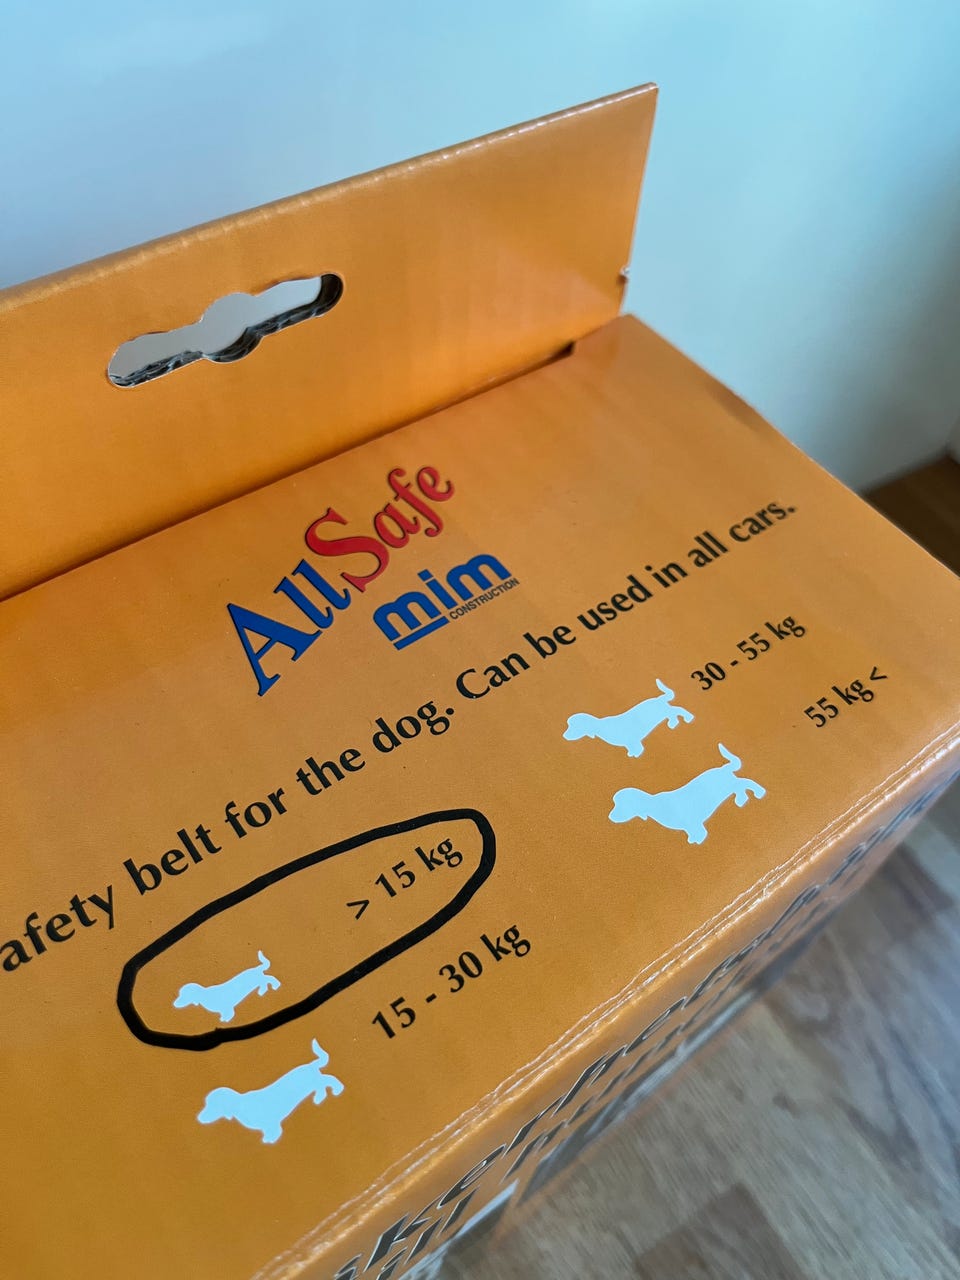 AllSafe
mim
CONSTRUCTION
afety belt for the dog. Can be used in all cars.
> 15 kg
15 - 30 kg
30 - 55 kg
55 kg <